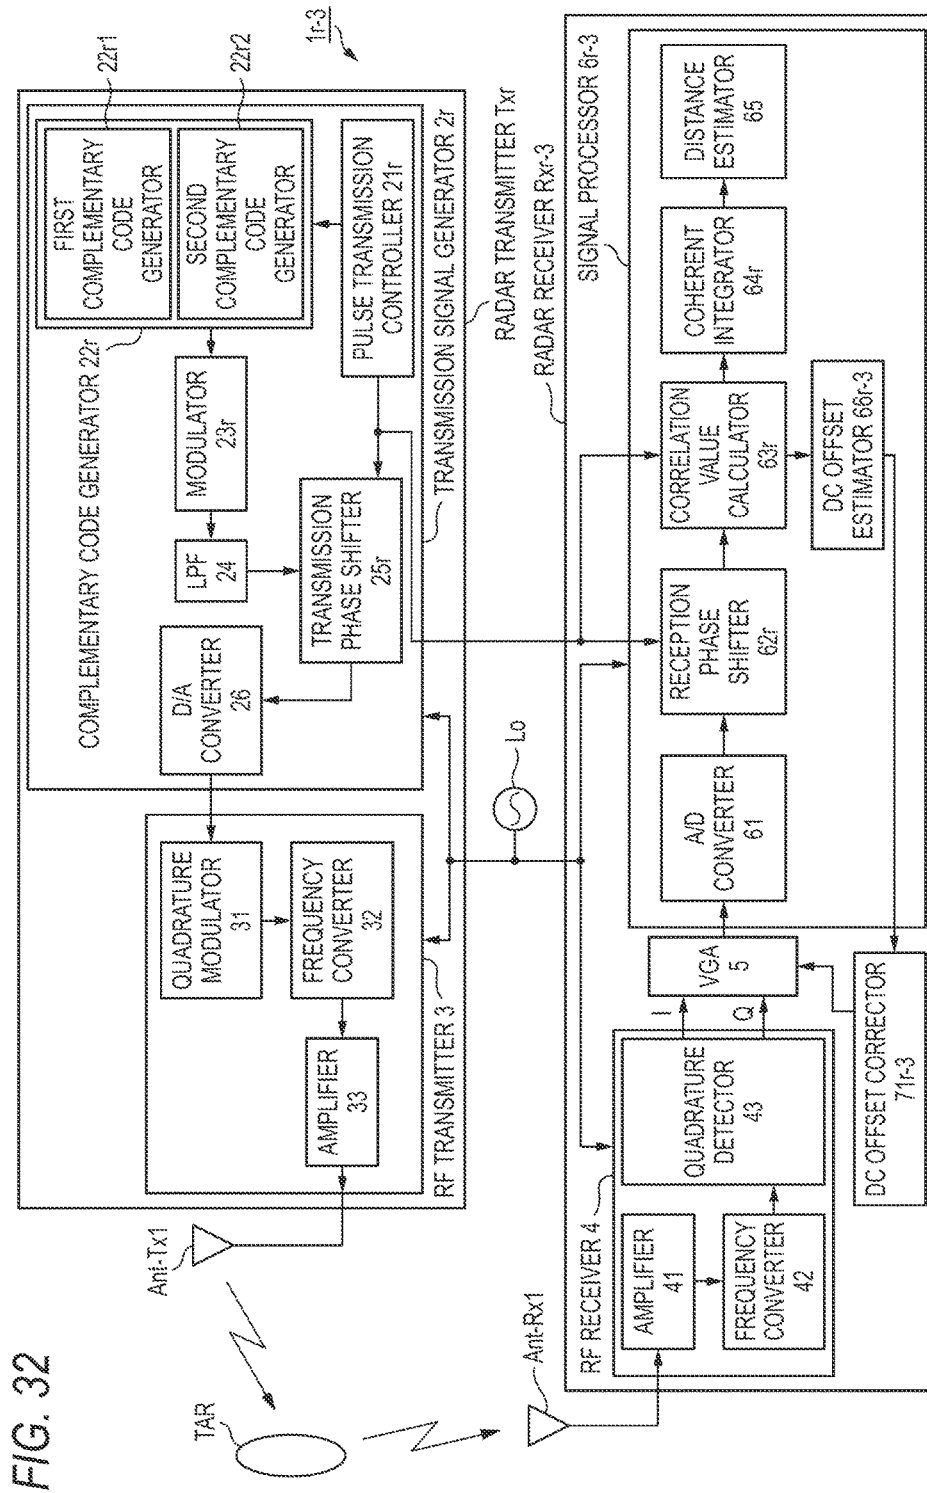 FIG. 32
1r-3
Ant-Tx1
TAR
Ant-Rx1
RADAR TRANSMITTER Txr
RF TRANSMITTER 3
QUADRATURE
MODULATOR
31
FREQUENCY
CONVERTER
32
AMPLIFIER
33
TRANSMISSION SIGNAL GENERATOR 2r
COMPLEMENTARY CODE GENERATOR 22r
D/A
CONVERTER
26
LPF
24
MODULATOR
23r
TRANSMISSION
PHASE SHIFTER
25r
FIRST
COMPLEMENTARY
CODE
GENERATOR
22r1
SECOND
COMPLEMENTARY
CODE
GENERATOR
22r2
PULSE TRANSMISSION
CONTROLLER 21r
Lo
RADAR RECEIVER Rxr-3
RF RECEIVER 4
AMPLIFIER
41
FREQUENCY
CONVERTER
42
QUADRATURE
DETECTOR
43
I
Q
VGA
5
DC OFFSET CORRECTOR
71r-3
SIGNAL PROCESSOR 6r-3
A/D
CONVERTER
61
RECEPTION
PHASE
SHIFTER
62r
CORRELATION
VALUE
CALCULATOR
63r
COHERENT
INTEGRATOR
64r
DISTANCE
ESTIMATOR
65
DC OFFSET
ESTIMATOR 66r-3